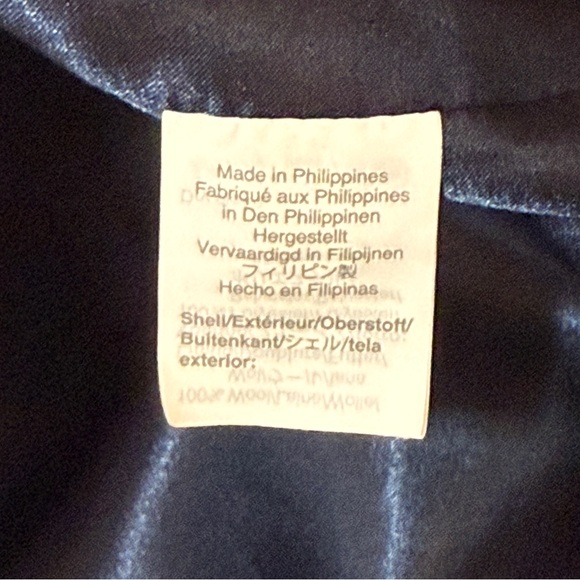 Made in Philippines
Fabriqué aux Philippines
in Den Philippinen
Hergestellt
Vervaardigd in Filipijnen
フィリピン製
Hecho en Filipinas
Shell/Extérieur/Oberstoff/
Buitenkant/シェル/tela
exterior: